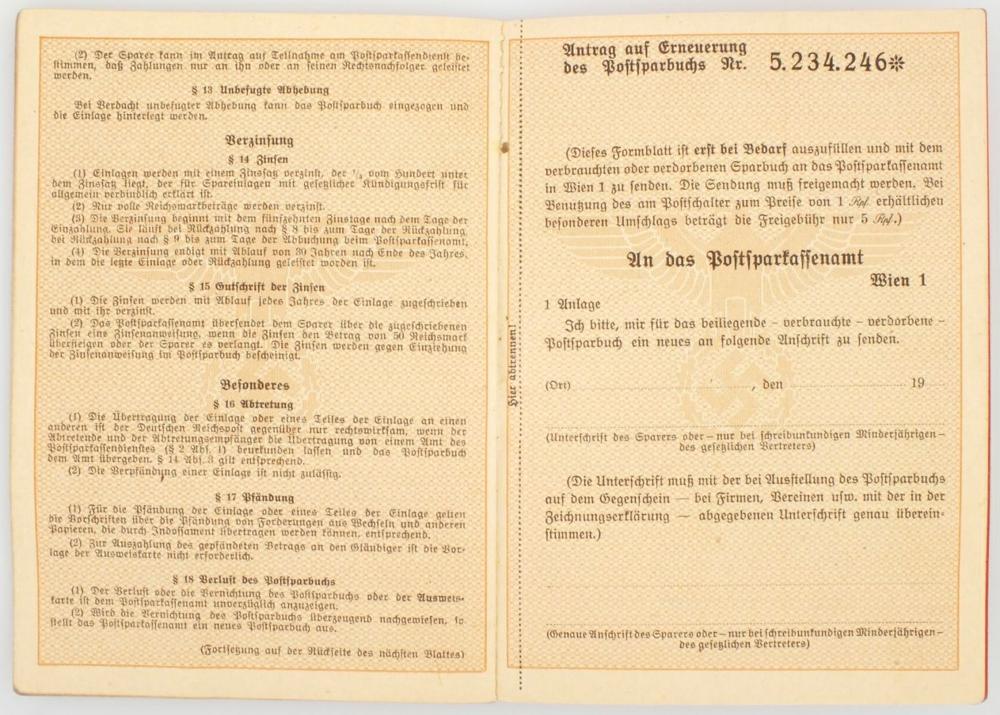 (2) Der Sparer kann im Antrag auf Teilnahme am Postsparkassendienst be-
stimmen, daß Zahlungen nur an ihn oder an seinen Rechtsnachfolger geleistet
werden.
§ 13 Unbefugte Abhebung
Bei Verdacht unbefugter Abhebung kann das Postsparbuch eingezogen und
die Einlage hinterlegt werden.
Verzinsung
§ 14 Zinsen
(1) Einlagen werden mit einem Zinssatz verzinst, der vom Hundert unter
dem Zinssatz liegt, der für Spareinlagen mit gesetzlicher Kündigungsfrist für
allgemein verbindlich erklärt ist.
(2) Nur volle Reichsmarkbeträge werden verzinst.
(3) Die Verzinsung beginnt mit dem fünfzehnten Zinstage nach dem Tage der
Einzahlung. Sie läuft bei Rückzahlung nach § 8 bis zum Tage der Rückzahlung,
bei Rückzahlung nach § 9 bis zum Tage der Abbuchung beim Postsparkassenamt.
(4) Die Verzinsung endigt mit Ablauf von 30 Jahren nach Ende des Jahres,
in dem die letzte Einlage oder Rückzahlung geleistet worden ist.
§ 15 Gutschrift der Zinsen
(1) Die Zinsen werden mit Ablauf jedes Jahres der Einlage zugeschrieben
und mit ihr verzinst.
(2) Das Postsparkassenamt übersendet dem Sparer über die zugeschriebenen
Zinsen eine Zinsenanweisung, wenn die Zinsen den Betrag von 50 Reichsmark
übersteigen oder der Sparer es verlangt. Die Zinsen werden gegen Einziehung
der Zinsenanweisung im Postsparbuch bescheinigt.
Besonderes
§ 16 Abtretung
(1) Die Übertragung der Einlage oder eines Teiles der Einlage an einen
anderen ist der Deutschen Reichspost gegenüber nur rechtswirksam, wenn der
Abtretende und der Abtretungsempfänger die Übertragung von einem Amt des
Postsparkassendienstes (§ 2 Abs. 1) beurkunden lassen und das Postsparbuch
dem Amt übergeben. § 14 Abs. 3 gilt entsprechend.
(2) Die Verpfändung einer Einlage ist nicht zulässig.
§ 17 Pfändung
(1) Für die Pfändung der Einlage oder eines Teiles der Einlage gelten
die Vorschriften über die Pfändung von Forderungen aus Wechseln und anderen
Papieren, die durch Indossament übertragen werden können, entsprechend.
(2) Zur Auszahlung des gepfändeten Betrags an den Gläubiger ist die Vor-
lage der Ausweiskarte nicht erforderlich.
§ 18 Verlust des Postsparbuchs
(1) Der Verlust oder die Vernichtung des Postsparbuchs oder der Ausweis-
karte ist dem Postsparkassenamt unverzüglich anzuzeigen.
(2) Wird die Vernichtung des Postsparbuchs überzeugend nachgewiesen, so
stellt das Postsparkassenamt ein neues Postsparbuch aus.
(Fortsetzung auf der Rückseite des nächsten Blattes)
Hier abtrennen!
Antrag auf Erneuerung
des Postsparbuchs Nr. 5.234.246*
(Dieses Formblatt ist erst bei Bedarf auszufüllen und mit dem
verbrauchten oder verdorbenen Sparbuch an das Postsparkassenamt
in Wien 1 zu senden. Die Sendung muß freigemacht werden. Bei
Benutzung des am Postschalter zum Preise von 1 Rpf. erhältlichen
besonderen Umschlags beträgt die Freigebühr nur 5 Rpf.)
An das Postsparkassenamt
Wien 1
1 Anlage
Ich bitte, mir für das beiliegende – verbrauchte – verdorbene –
Postsparbuch ein neues an folgende Anschrift zu senden.
(Ort) , den 19
(Unterschrift des Sparers oder – nur bei schreibunkundigen Minderjährigen –
des gesetzlichen Vertreters)
(Die Unterschrift muß mit der bei Ausstellung des Postsparbuchs
auf dem Gegenschein — bei Firmen, Vereinen usw. mit der in der
Zeichnungserklärung — abgegebenen Unterschrift genau überein-
stimmen.)
(Genaue Anschrift des Sparers oder – nur bei schreibunkundigen Minderjährigen –
des gesetzlichen Vertreters)